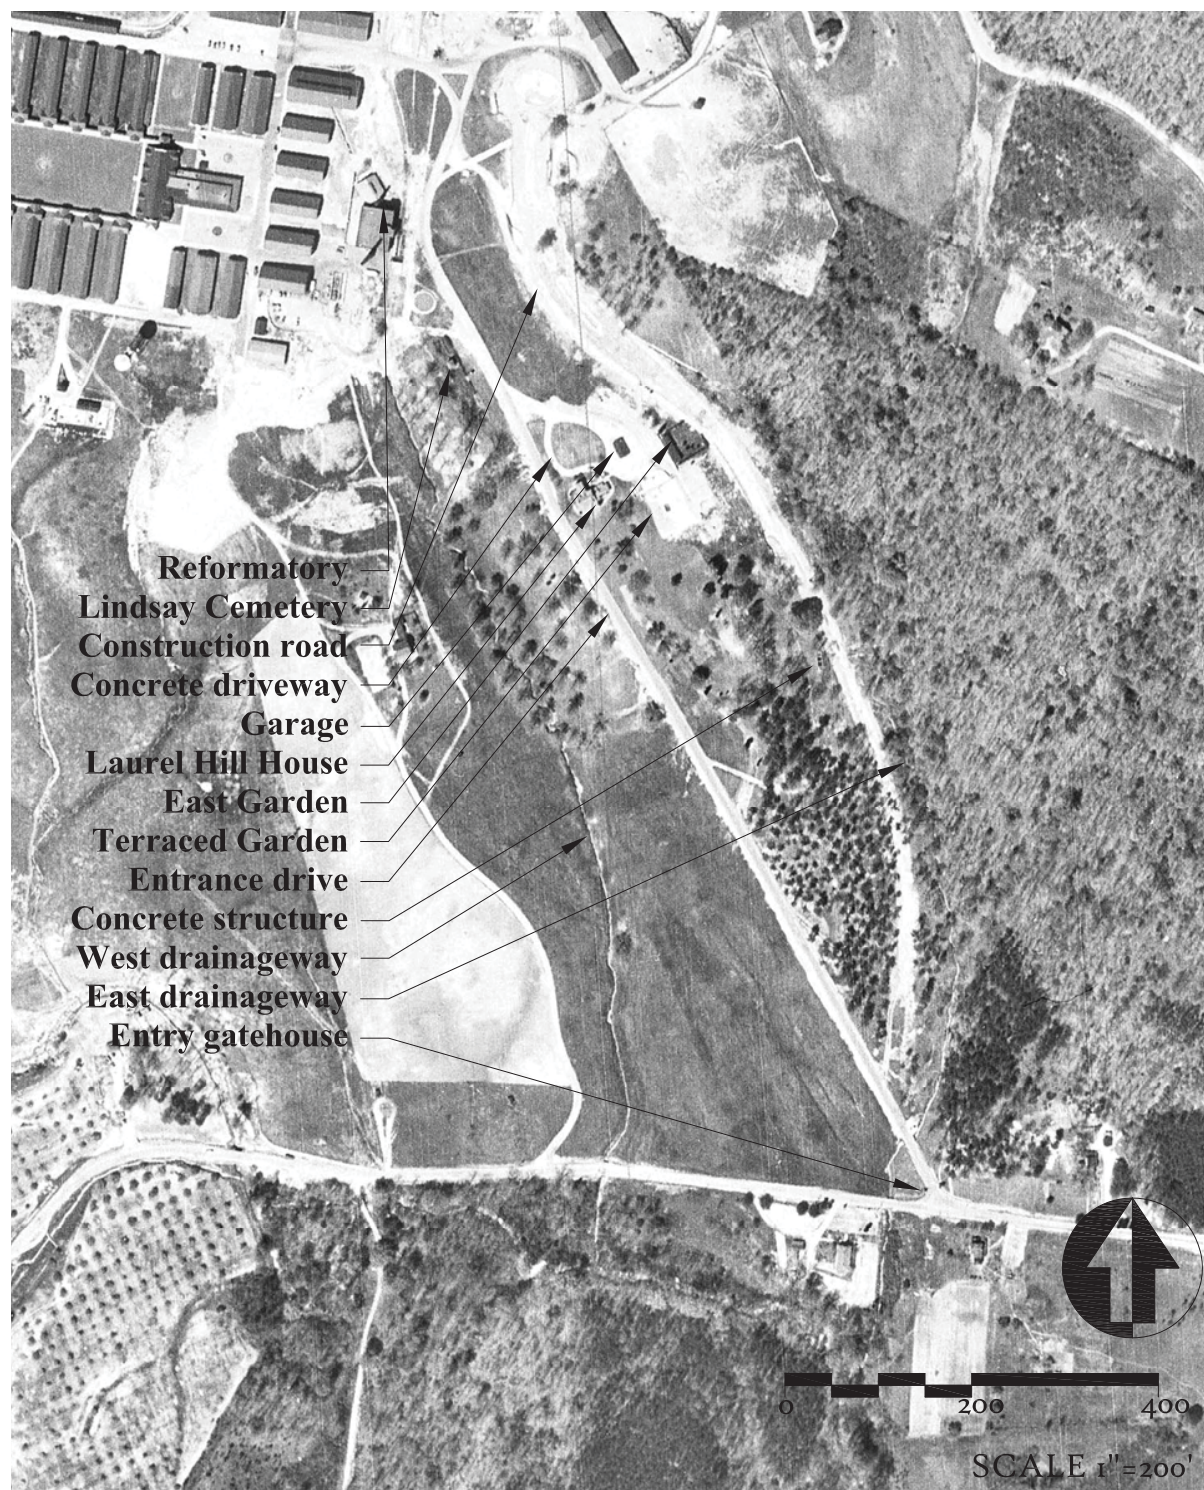 Reformatory
Lindsay Cemetery
Construction road
Concrete driveway
Garage
Laurel Hill House
East Garden
Terraced Garden
Entrance drive
Concrete structure
West drainageway
East drainageway
Entry gatehouse
0 200 400
SCALE 1"=200'